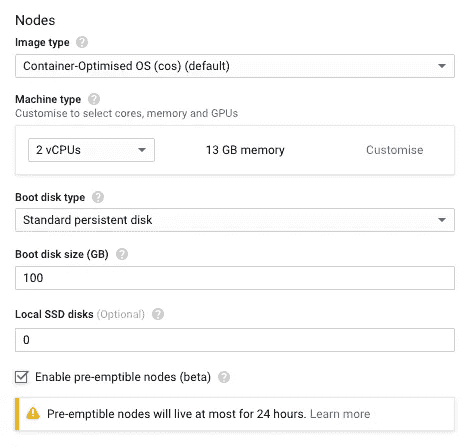 Nodes
Image type
Container-Optimised OS (cos) (default)
Machine type
Customise to select cores, memory and GPUs
2 vCPUs 13 GB memory Customise
Boot disk type
Standard persistent disk
Boot disk size (GB)
100
Local SSD disks (Optional)
0
Enable pre-emptible nodes (beta)
Pre-emptible nodes will live at most for 24 hours. Learn more